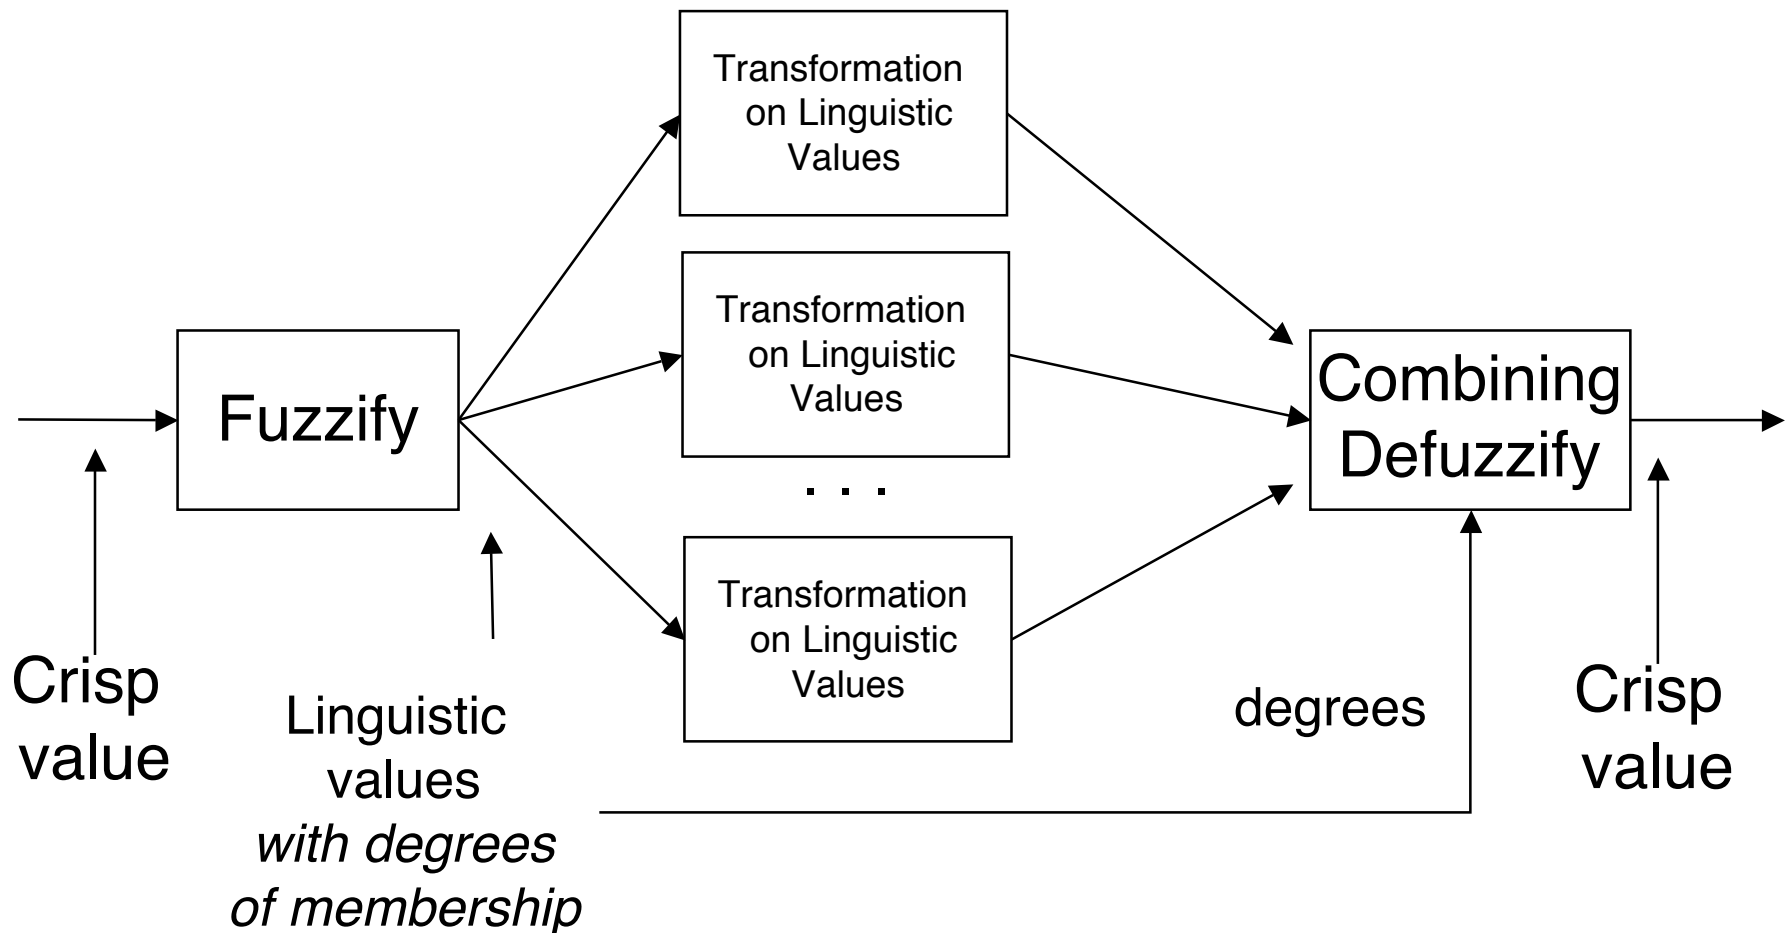 Transformation
on Linguistic
Values
Transformation
on Linguistic
Values
Fuzzify
Combining
Defuzzify
. . .
Transformation
on Linguistic
Values
Crisp
value
Linguistic
values
with degrees
of membership
degrees
Crisp
value